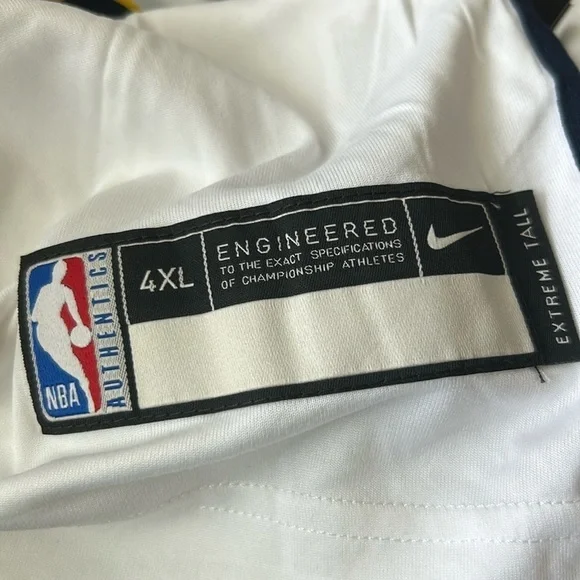 NBA
AUTHENTICS
4XL
ENGINEERED
TO THE EXACT SPECIFICATIONS
OF CHAMPIONSHIP ATHLETES
EXTREME TALL